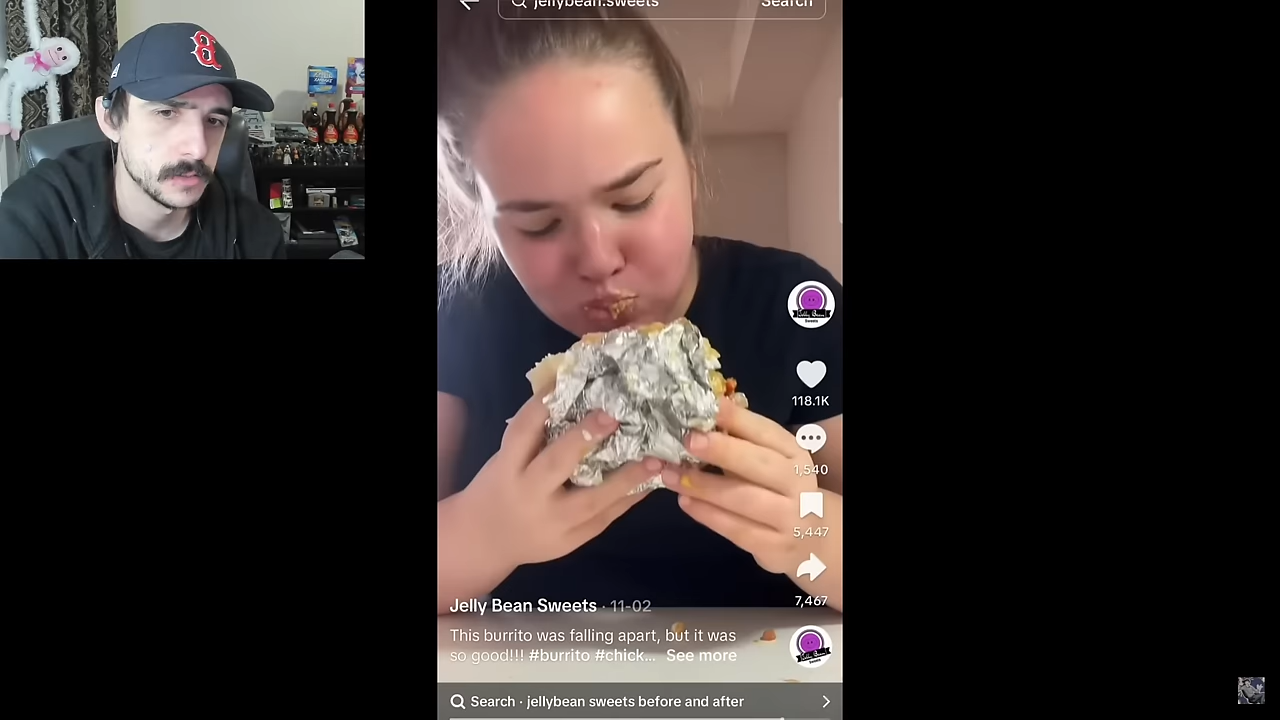 jellybean.sweets
Search
118.1K
1,540
5,447
7,467
Jelly Bean Sweets · 11-02
This burrito was falling apart, but it was
so good!!! #burrito #chick... See more
Search · jellybean sweets before and after